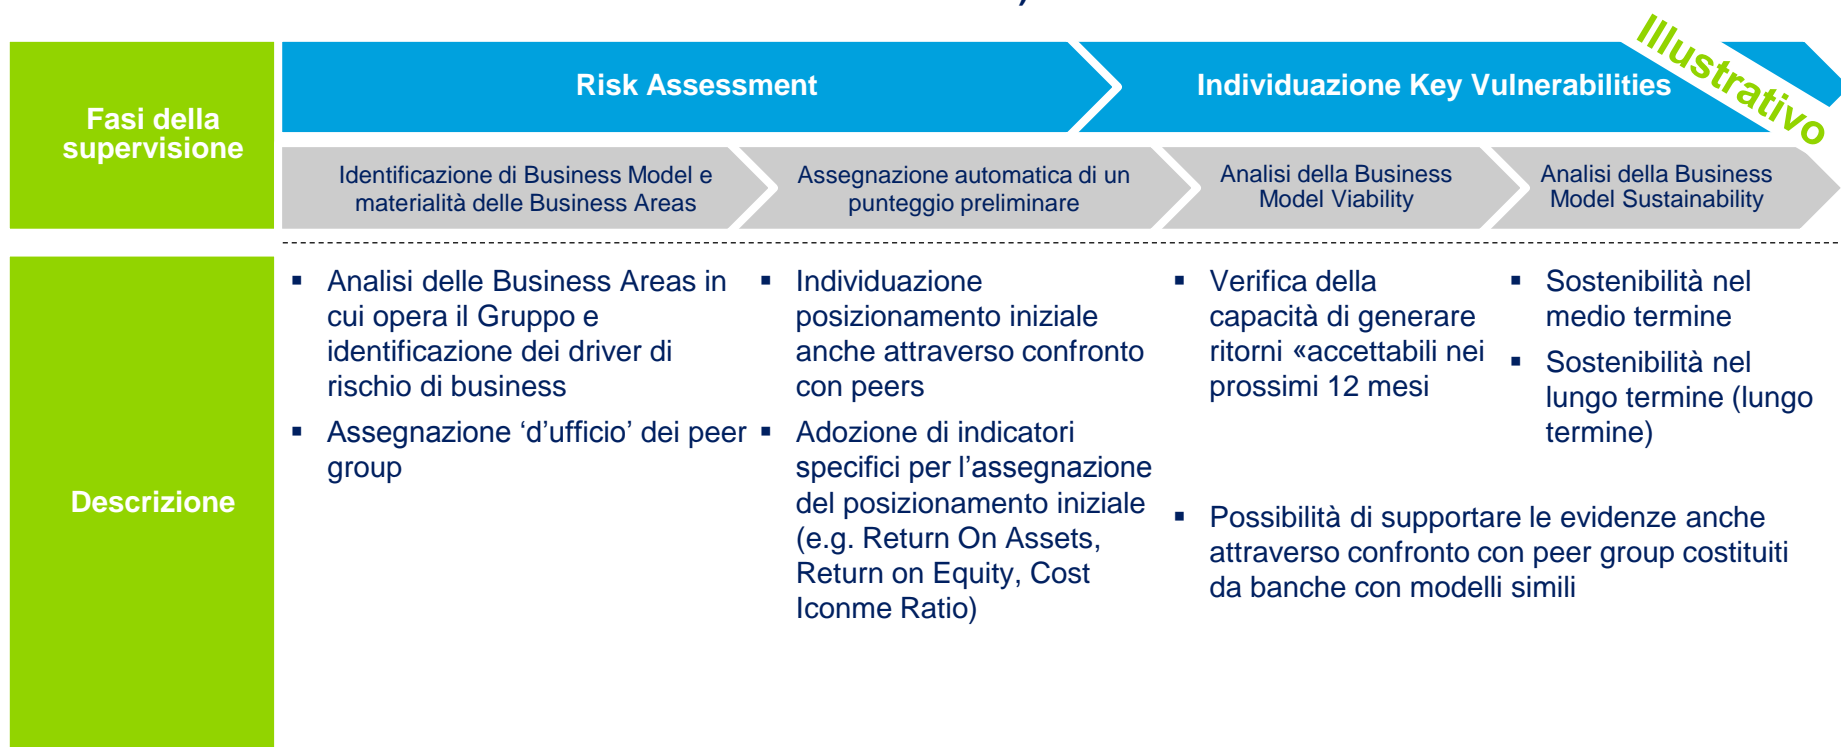 Illustrativo
Fasi della
supervisione
Risk Assessment
Individuazione Key Vulnerabilities
Identificazione di Business Model e
materialità delle Business Areas
Assegnazione automatica di un
punteggio preliminare
Analisi della Business
Model Viability
Analisi della Business
Model Sustainability
Descrizione
▪ Analisi delle Business Areas in
cui opera il Gruppo e
identificazione dei driver di
rischio di business
▪ Assegnazione ‘d’ufficio’ dei peer
group
▪ Individuazione
posizionamento iniziale
anche attraverso confronto
con peers
▪ Adozione di indicatori
specifici per l’assegnazione
del posizionamento iniziale
(e.g. Return On Assets,
Return on Equity, Cost
Iconme Ratio)
▪ Verifica della
capacità di generare
ritorni «accettabili nei
prossimi 12 mesi
▪ Sostenibilità nel
medio termine
▪ Sostenibilità nel
lungo termine (lungo
termine)
▪ Possibilità di supportare le evidenze anche
attraverso confronto con peer group costituiti
da banche con modelli simili